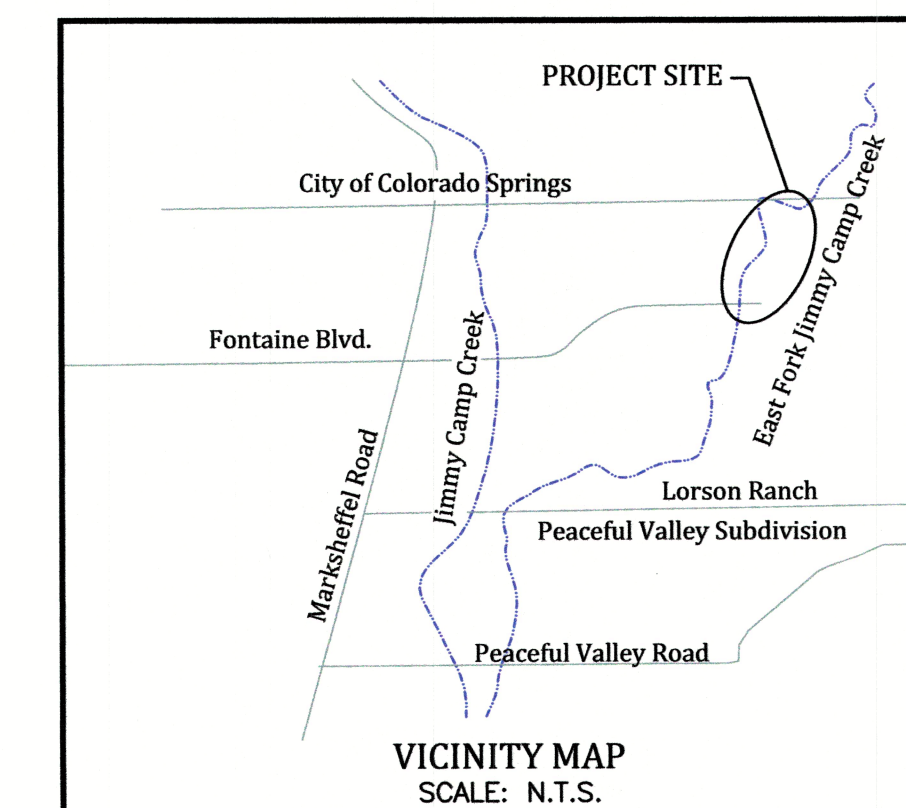 PROJECT SITE
City of Colorado Springs
East Fork Jimmy Camp Creek
Fontaine Blvd.
Jimmy Camp Creek
Marksheffel Road
Lorson Ranch
Peaceful Valley Subdivision
Peaceful Valley Road
VICINITY MAP
SCALE: N.T.S.